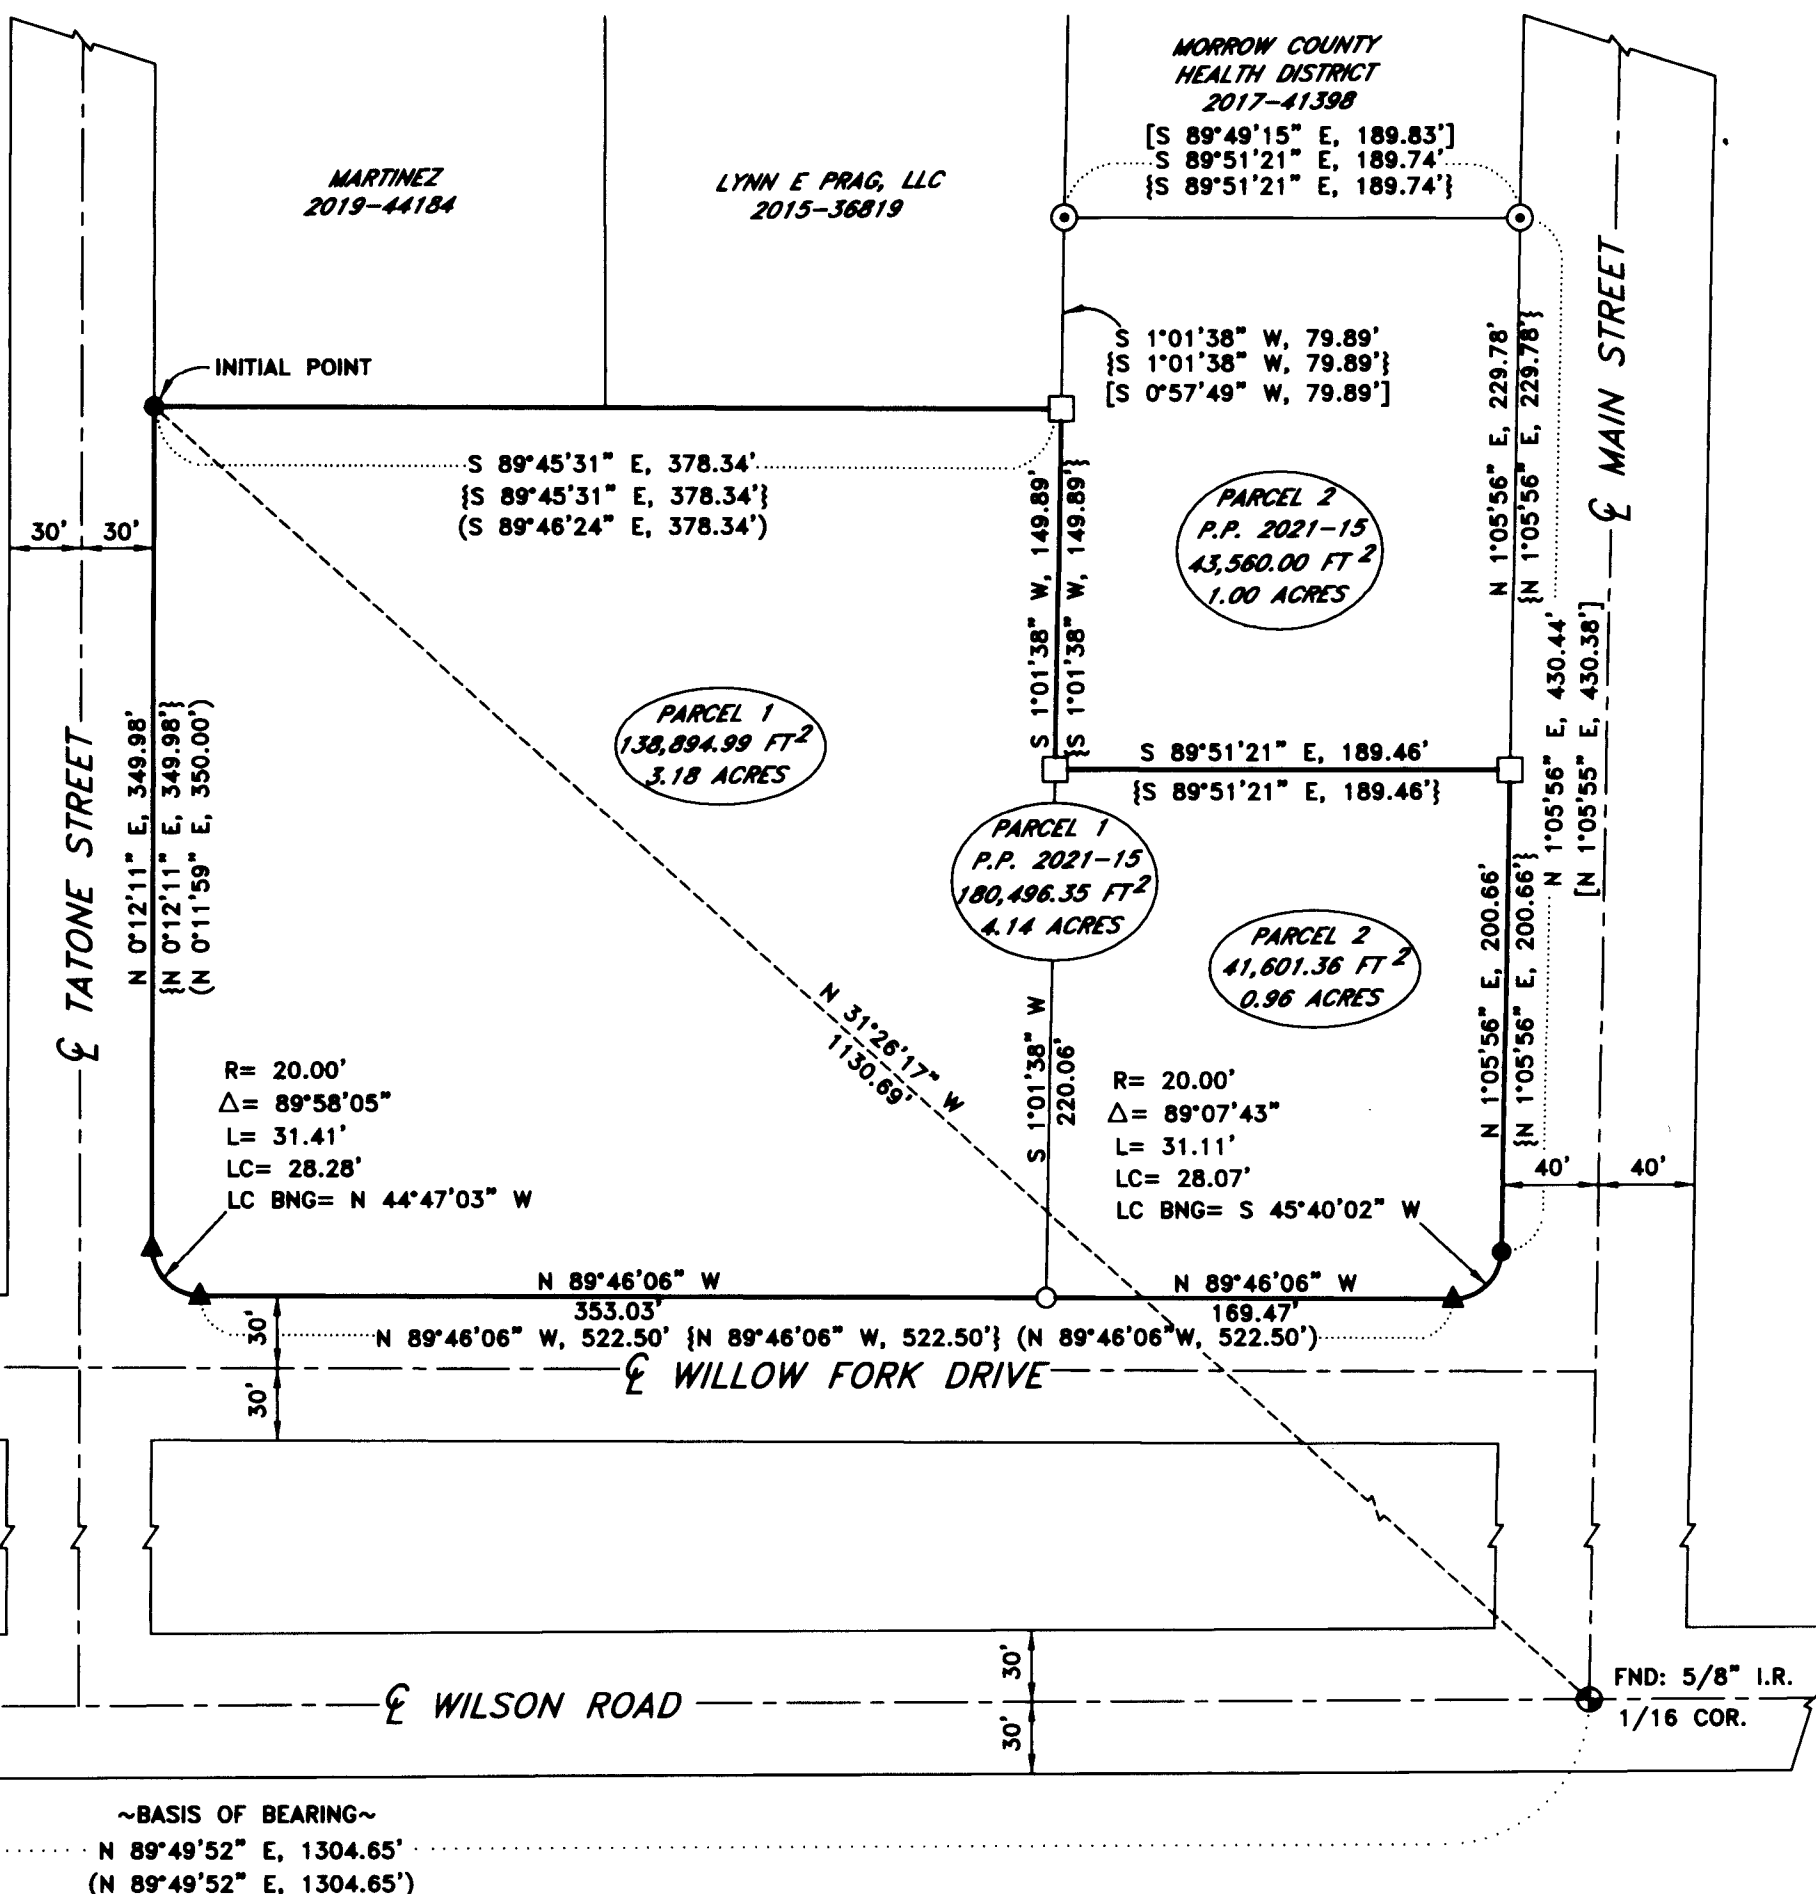 MORROW COUNTY
HEALTH DISTRICT
2017-41398
[S 89°49'15" E, 189.83']
S 89°51'21" E, 189.74'
{S 89°51'21" E, 189.74'}
MARTINEZ
2019-44184
LYNN E PRAG, LLC
2015-36819
INITIAL POINT
S 1°01'38" W, 79.89'
{S 1°01'38" W, 79.89'}
[S 0°57'49" W, 79.89']
N 1°05'56" E, 229.78'
{N 1°05'56" E, 229.78'}
℄ MAIN STREET
S 89°45'31" E, 378.34'
{S 89°45'31" E, 378.34'}
(S 89°46'24" E, 378.34')
30'
30'
S 1°01'38" W, 149.89'
{S 1°01'38" W, 149.89'}
PARCEL 2
P.P. 2021-15
43,560.00 FT 2
1.00 ACRES
N 1°05'56" E, 430.44'
[N 1°05'55" E, 430.38']
PARCEL 1
138,894.99 FT2
3.18 ACRES
℄ TATONE STREET
N 0°12'11" E, 349.98'
{N 0°12'11" E, 349.98'}
(N 0°11'59" E, 350.00')
S 89°51'21" E, 189.46'
{S 89°51'21" E, 189.46'}
PARCEL 1
P.P. 2021-15
180,496.35 FT2
4.14 ACRES
PARCEL 2
41,601.36 FT 2
0.96 ACRES
N 1°05'56" E, 200.66'
{N 1°05'56" E, 200.66'}
N 31°26'17" W
1130.69'
S 1°01'38" W
220.06'
R= 20.00'
Δ= 89°58'05"
L= 31.41'
LC= 28.28'
LC BNG= N 44°47'03" W
R= 20.00'
Δ= 89°07'43"
L= 31.11'
LC= 28.07'
LC BNG= S 45°40'02" W
40'
40'
N 89°46'06" W
353.03'
N 89°46'06" W
169.47'
N 89°46'06" W, 522.50' {N 89°46'06" W, 522.50'} (N 89°46'06"W, 522.50')
30'
℄ WILLOW FORK DRIVE
30'
30'
℄ WILSON ROAD
30'
FND: 5/8" I.R.
1/16 COR.
~BASIS OF BEARING~
N 89°49'52" E, 1304.65'
(N 89°49'52" E, 1304.65')